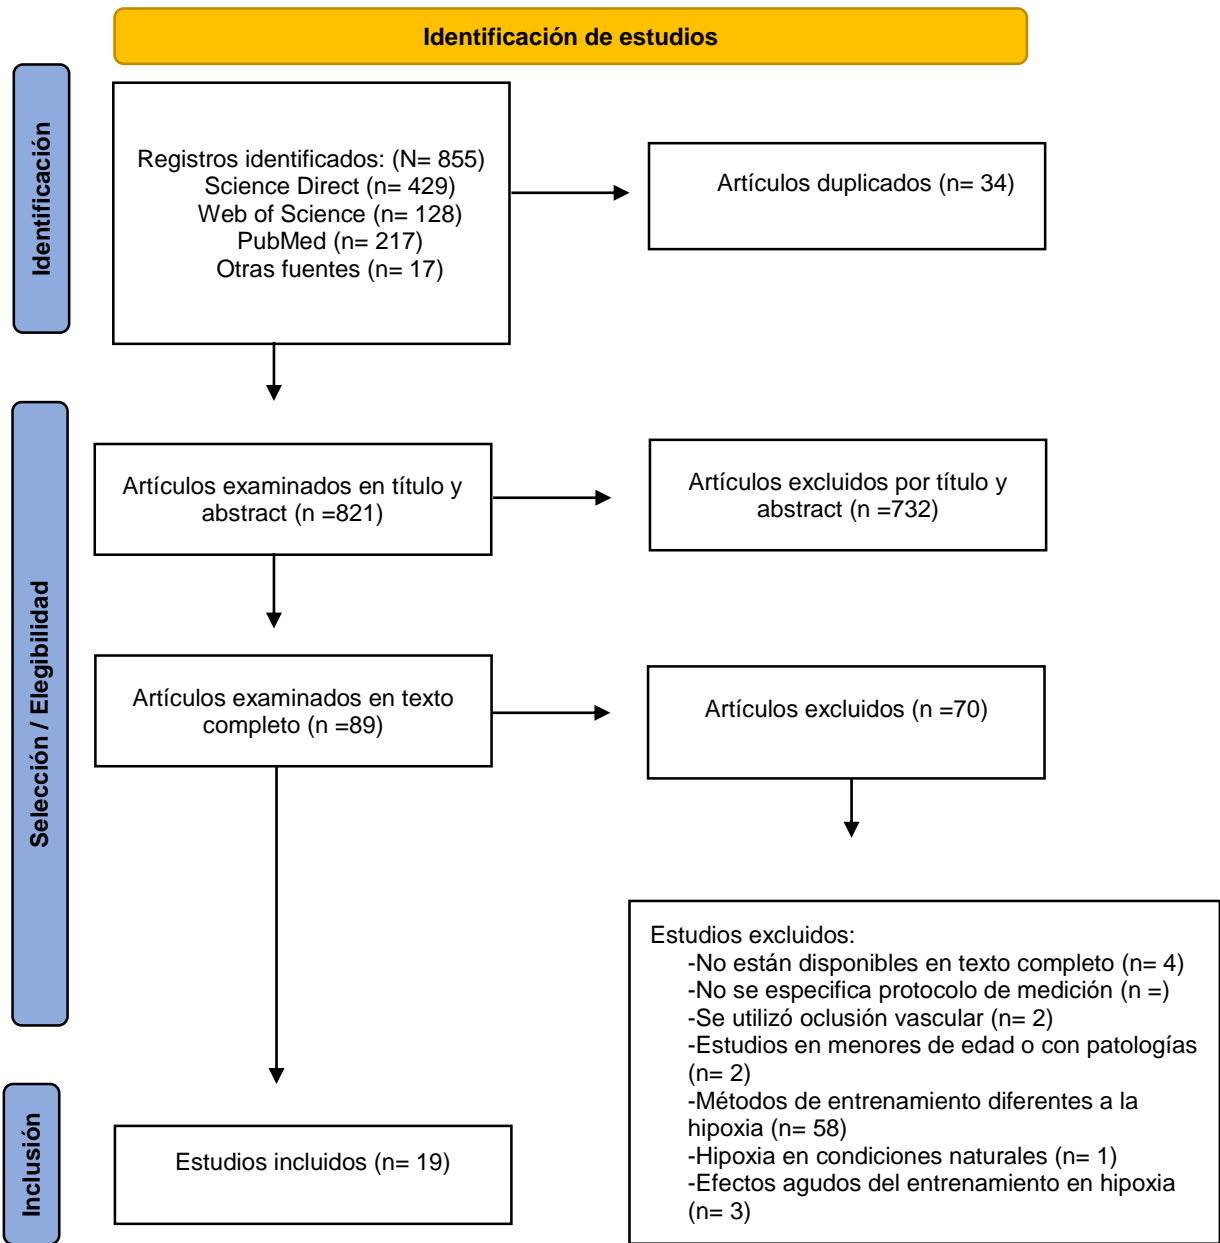 Identificación de estudios
Identificación
Registros identificados: (N= 855)
Science Direct (n= 429)
Web of Science (n= 128)
PubMed (n= 217)
Otras fuentes (n= 17)
Artículos duplicados (n= 34)
Selección / Elegibilidad
Artículos examinados en título y
abstract (n =821)
Artículos excluidos por título y
abstract (n =732)
Artículos examinados en texto
completo (n =89)
Artículos excluidos (n =70)
Estudios excluidos:
-No están disponibles en texto completo (n= 4)
-No se especifica protocolo de medición (n =)
-Se utilizó oclusión vascular (n= 2)
-Estudios en menores de edad o con patologías
(n= 2)
-Métodos de entrenamiento diferentes a la
hipoxia (n= 58)
-Hipoxia en condiciones naturales (n= 1)
-Efectos agudos del entrenamiento en hipoxia
(n= 3)
Inclusión
Estudios incluidos (n= 19)